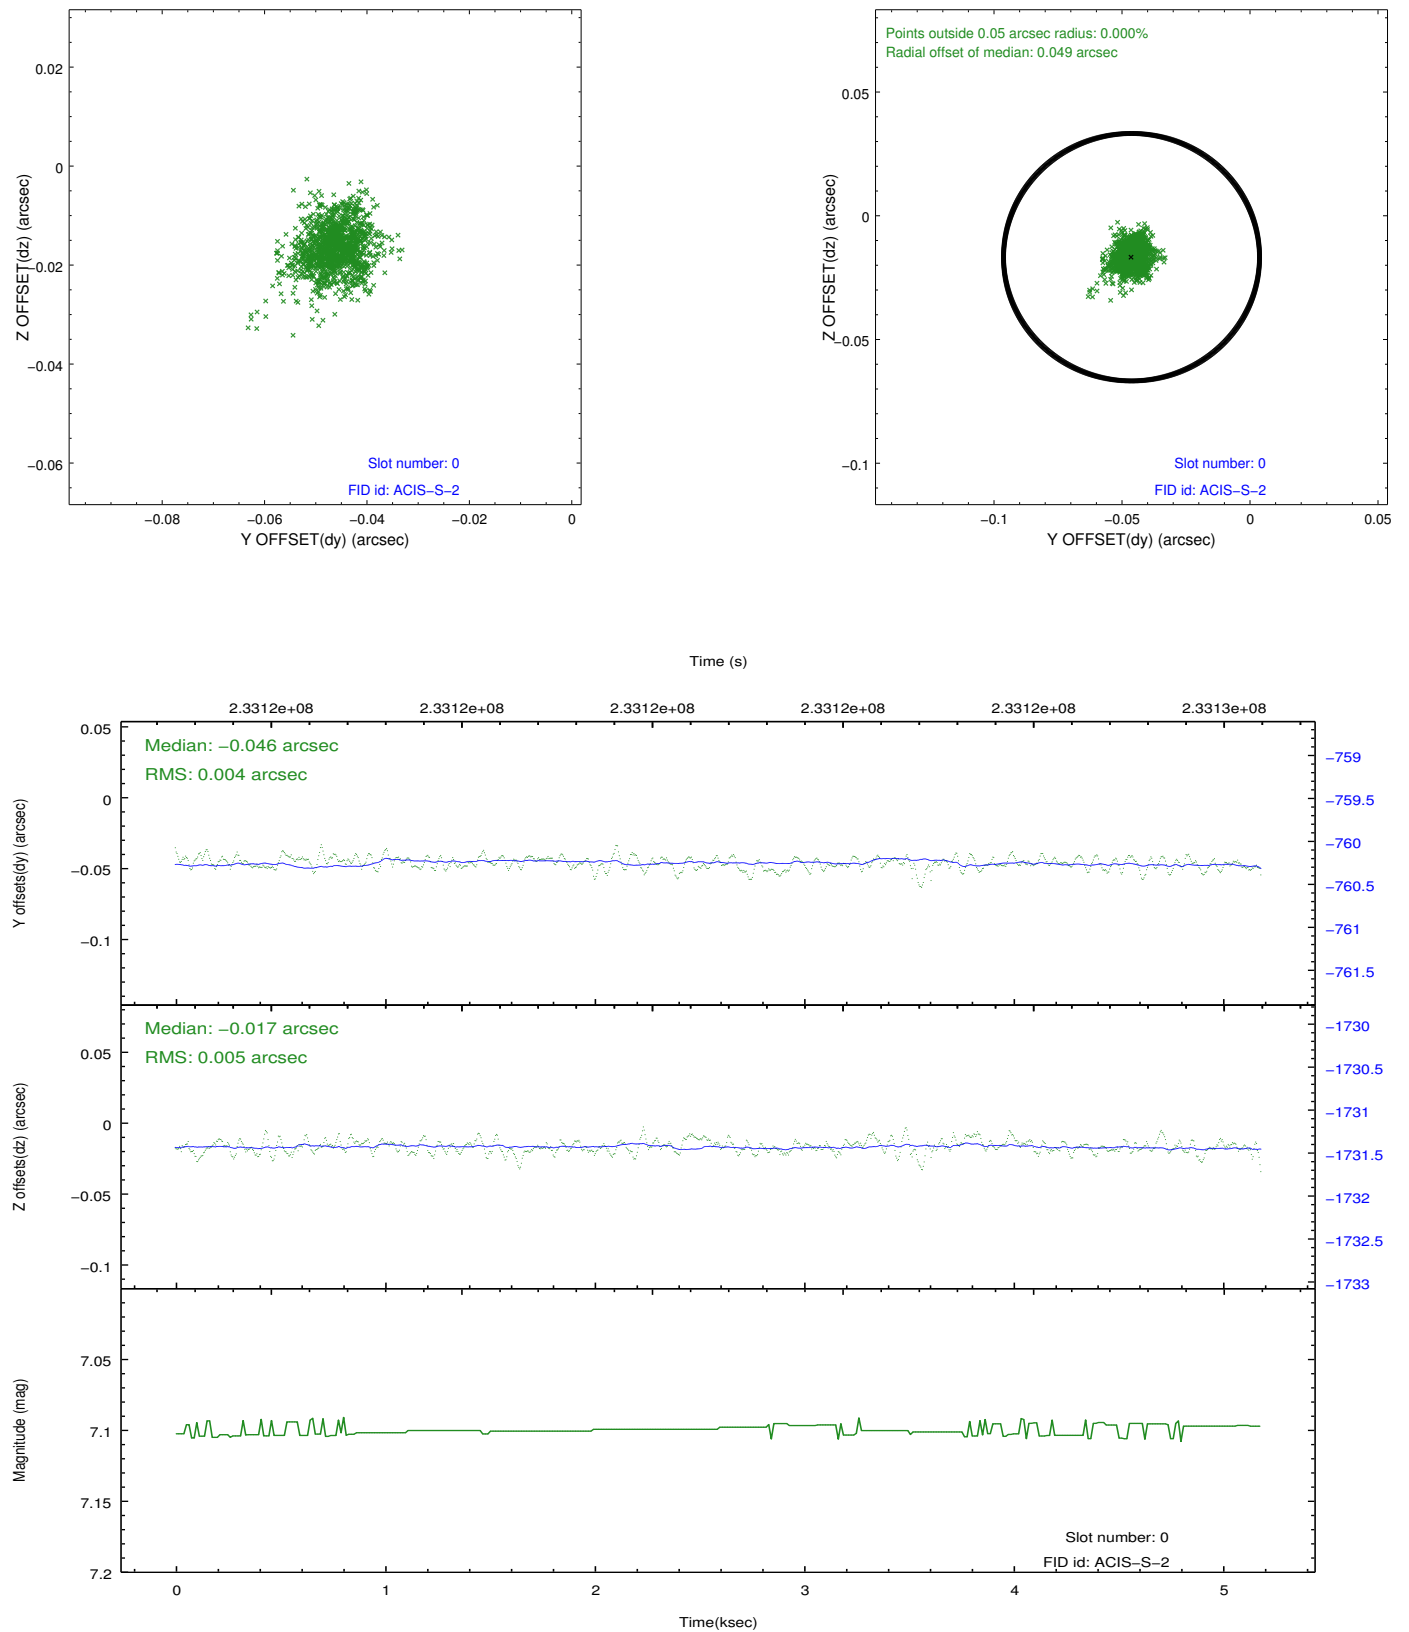 0.02
0
−0.02
−0.04
−0.06
Z OFFSET(dz) (arcsec)
Slot number: 0
FID id: ACIS−S−2
−0.08 −0.06 −0.04 −0.02 0
Y OFFSET(dy) (arcsec)
Points outside 0.05 arcsec radius: 0.000%
Radial offset of median: 0.049 arcsec
0.05
0
−0.05
−0.1
Z OFFSET(dz) (arcsec)
Slot number: 0
FID id: ACIS−S−2
−0.1 −0.05 0 0.05
Y OFFSET(dy) (arcsec)
Time (s)
2.3312e+08 2.3312e+08 2.3312e+08 2.3312e+08 2.3312e+08 2.3313e+08
Median: −0.046 arcsec
RMS: 0.004 arcsec
0.05
0
−0.05
−0.1
Y offsets(dy) (arcsec)
−759
−759.5
−760
−760.5
−761
−761.5
Median: −0.017 arcsec
RMS: 0.005 arcsec
0.05
0
−0.05
−0.1
Z offsets(dz) (arcsec)
−1730
−1730.5
−1731
−1731.5
−1732
−1732.5
−1733
7.05
7.1
7.15
7.2
Magnitude (mag)
Slot number: 0
FID id: ACIS−S−2
0 1 2 3 4 5
Time(ksec)